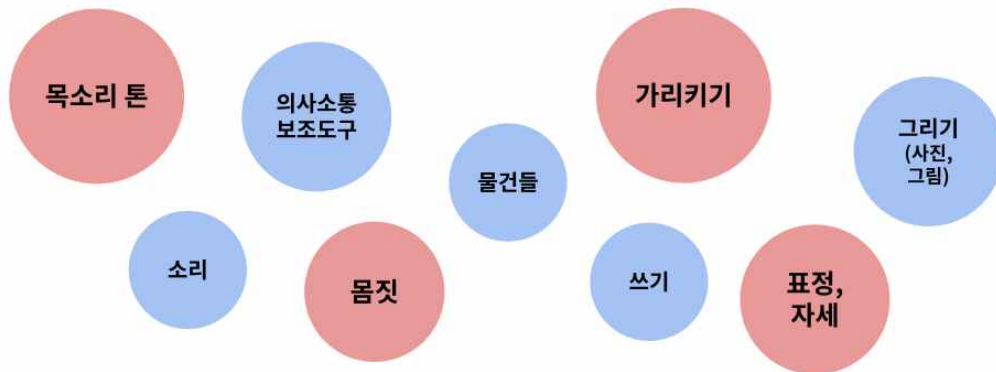 목소리 톤
의사소통
보조도구
물건들
가리키기
그리기
(사진,
그림)
소리
몸짓
쓰기
표정,
자세